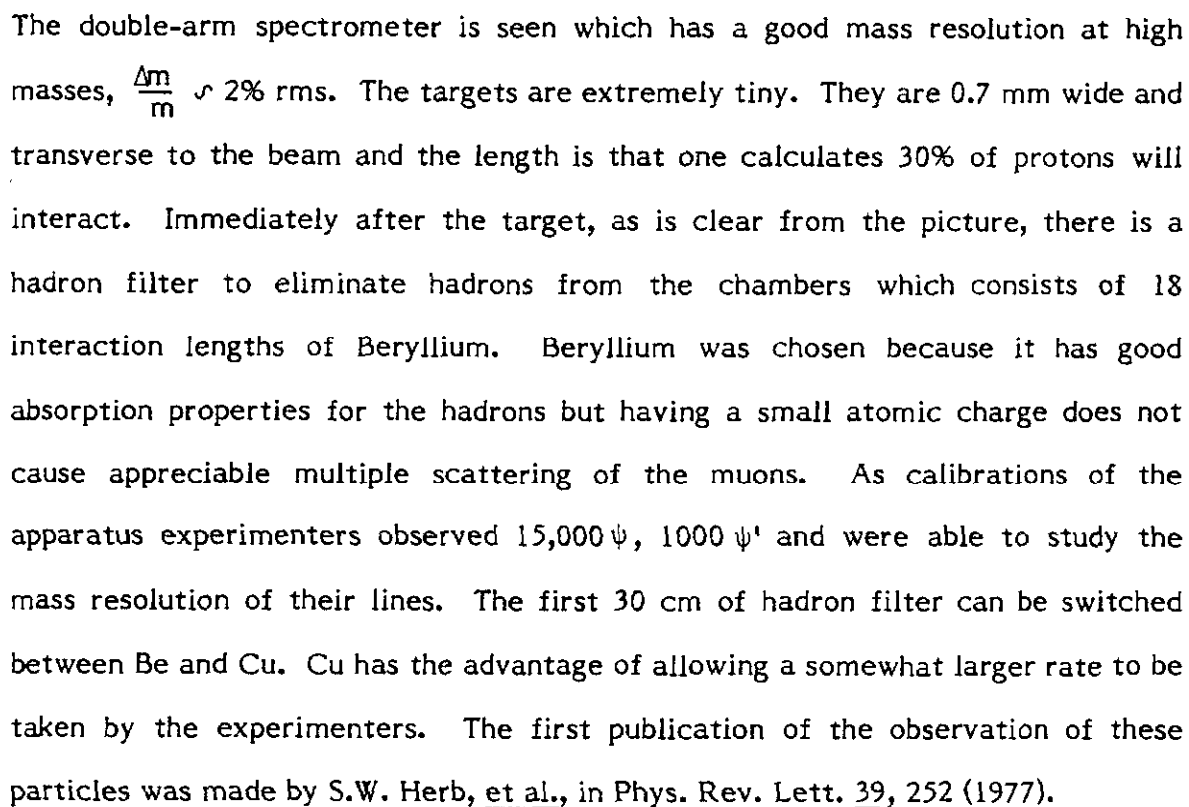 The double-arm spectrometer is seen which has a good mass resolution at high
masses, Δm/m ∽ 2% rms. The targets are extremely tiny. They are 0.7 mm wide and
transverse to the beam and the length is that one calculates 30% of protons will
interact. Immediately after the target, as is clear from the picture, there is a
hadron filter to eliminate hadrons from the chambers which consists of 18
interaction lengths of Beryllium. Beryllium was chosen because it has good
absorption properties for the hadrons but having a small atomic charge does not
cause appreciable multiple scattering of the muons. As calibrations of the
apparatus experimenters observed 15,000 ψ, 1000 ψ' and were able to study the
mass resolution of their lines. The first 30 cm of hadron filter can be switched
between Be and Cu. Cu has the advantage of allowing a somewhat larger rate to be
taken by the experimenters. The first publication of the observation of these
particles was made by S.W. Herb, et al., in Phys. Rev. Lett. 39, 252 (1977).